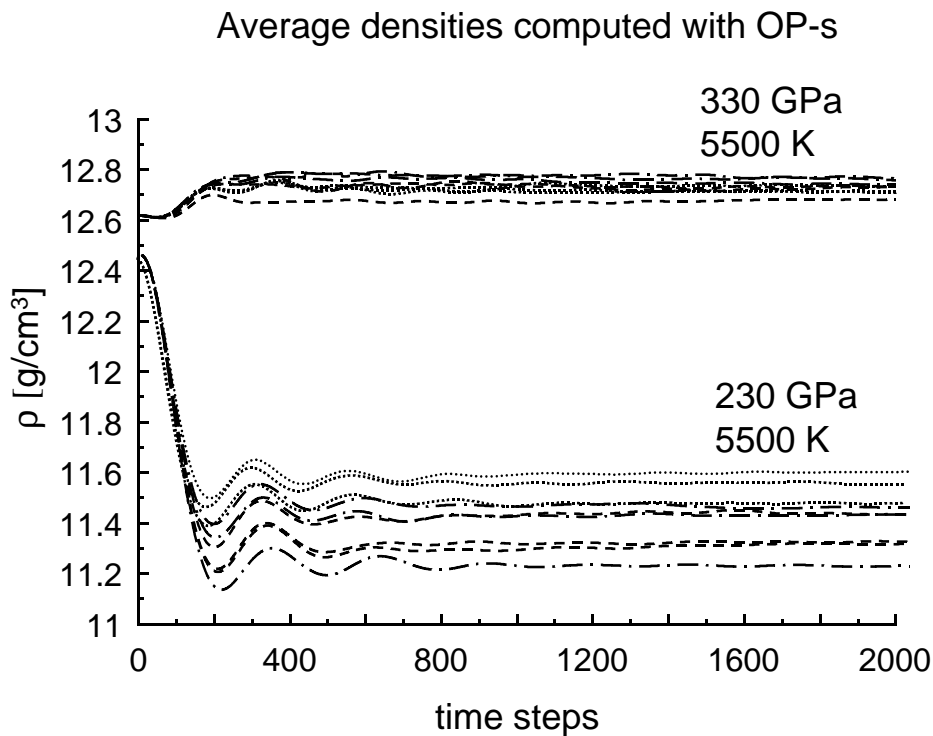 Average densities computed with OP-s
330 GPa
5500 K
13
12.8
12.6
12.4
12.2
12
11.8
11.6
11.4
11.2
11
ρ [g/cm³]
230 GPa
5500 K
0
400
800
1200
1600
2000
time steps